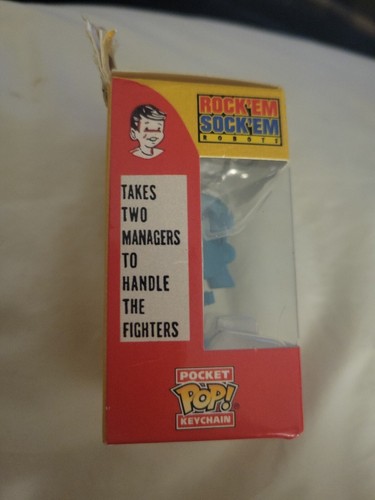 ROCK'EM
SOCK'EM
ROBOTS
TAKES
TWO
MANAGERS
TO
HANDLE
THE
FIGHTERS
POCKET
POP!
KEYCHAIN